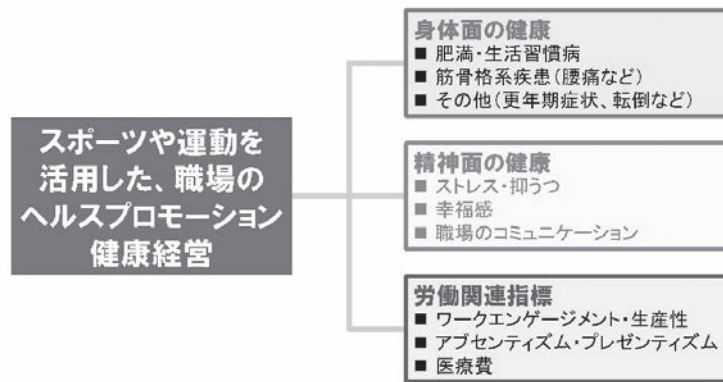 スポーツや運動を
活用した、職場の
ヘルスプロモーション
健康経営
身体面の健康
■ 肥満・生活習慣病
■ 筋骨格系疾患(腰痛など)
■ その他(更年期症状、転倒など)
精神面の健康
■ ストレス・抑うつ
■ 幸福感
■ 職場のコミュニケーション
労働関連指標
■ ワークエンゲージメント・生産性
■ アブセンティズム・プレゼンティズム
■ 医療費